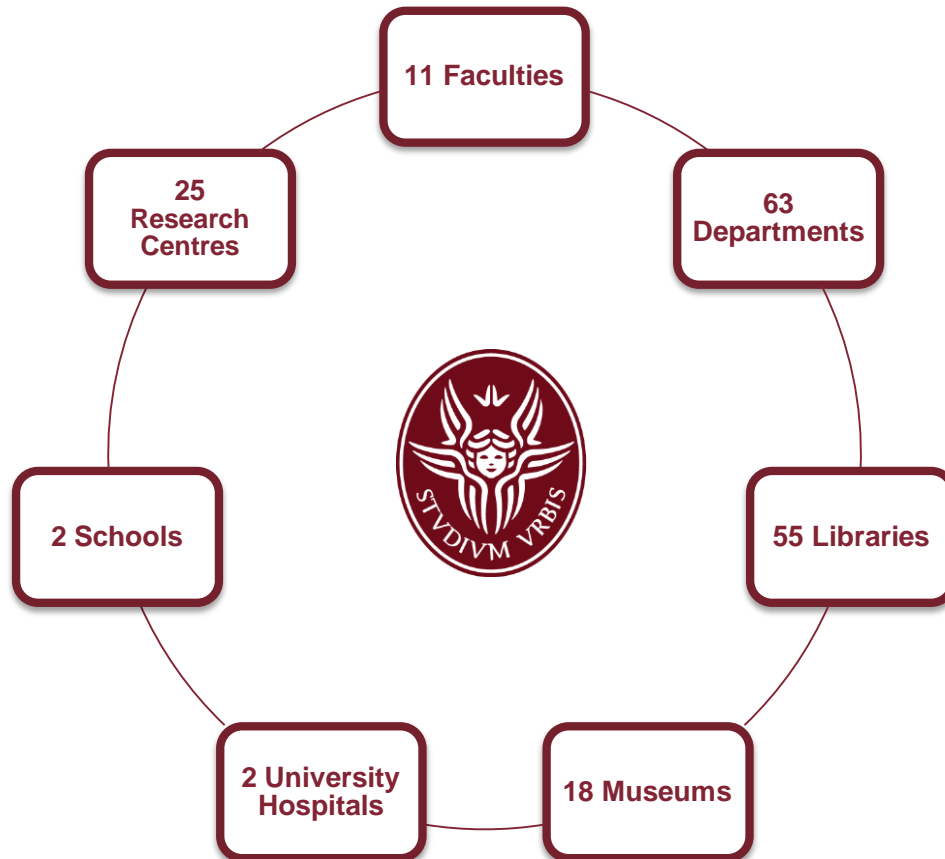 11 Faculties
63
Departments
55 Libraries
18 Museums
2 University
Hospitals
2 Schools
25
Research
Centres
STVDIVM VRBIS